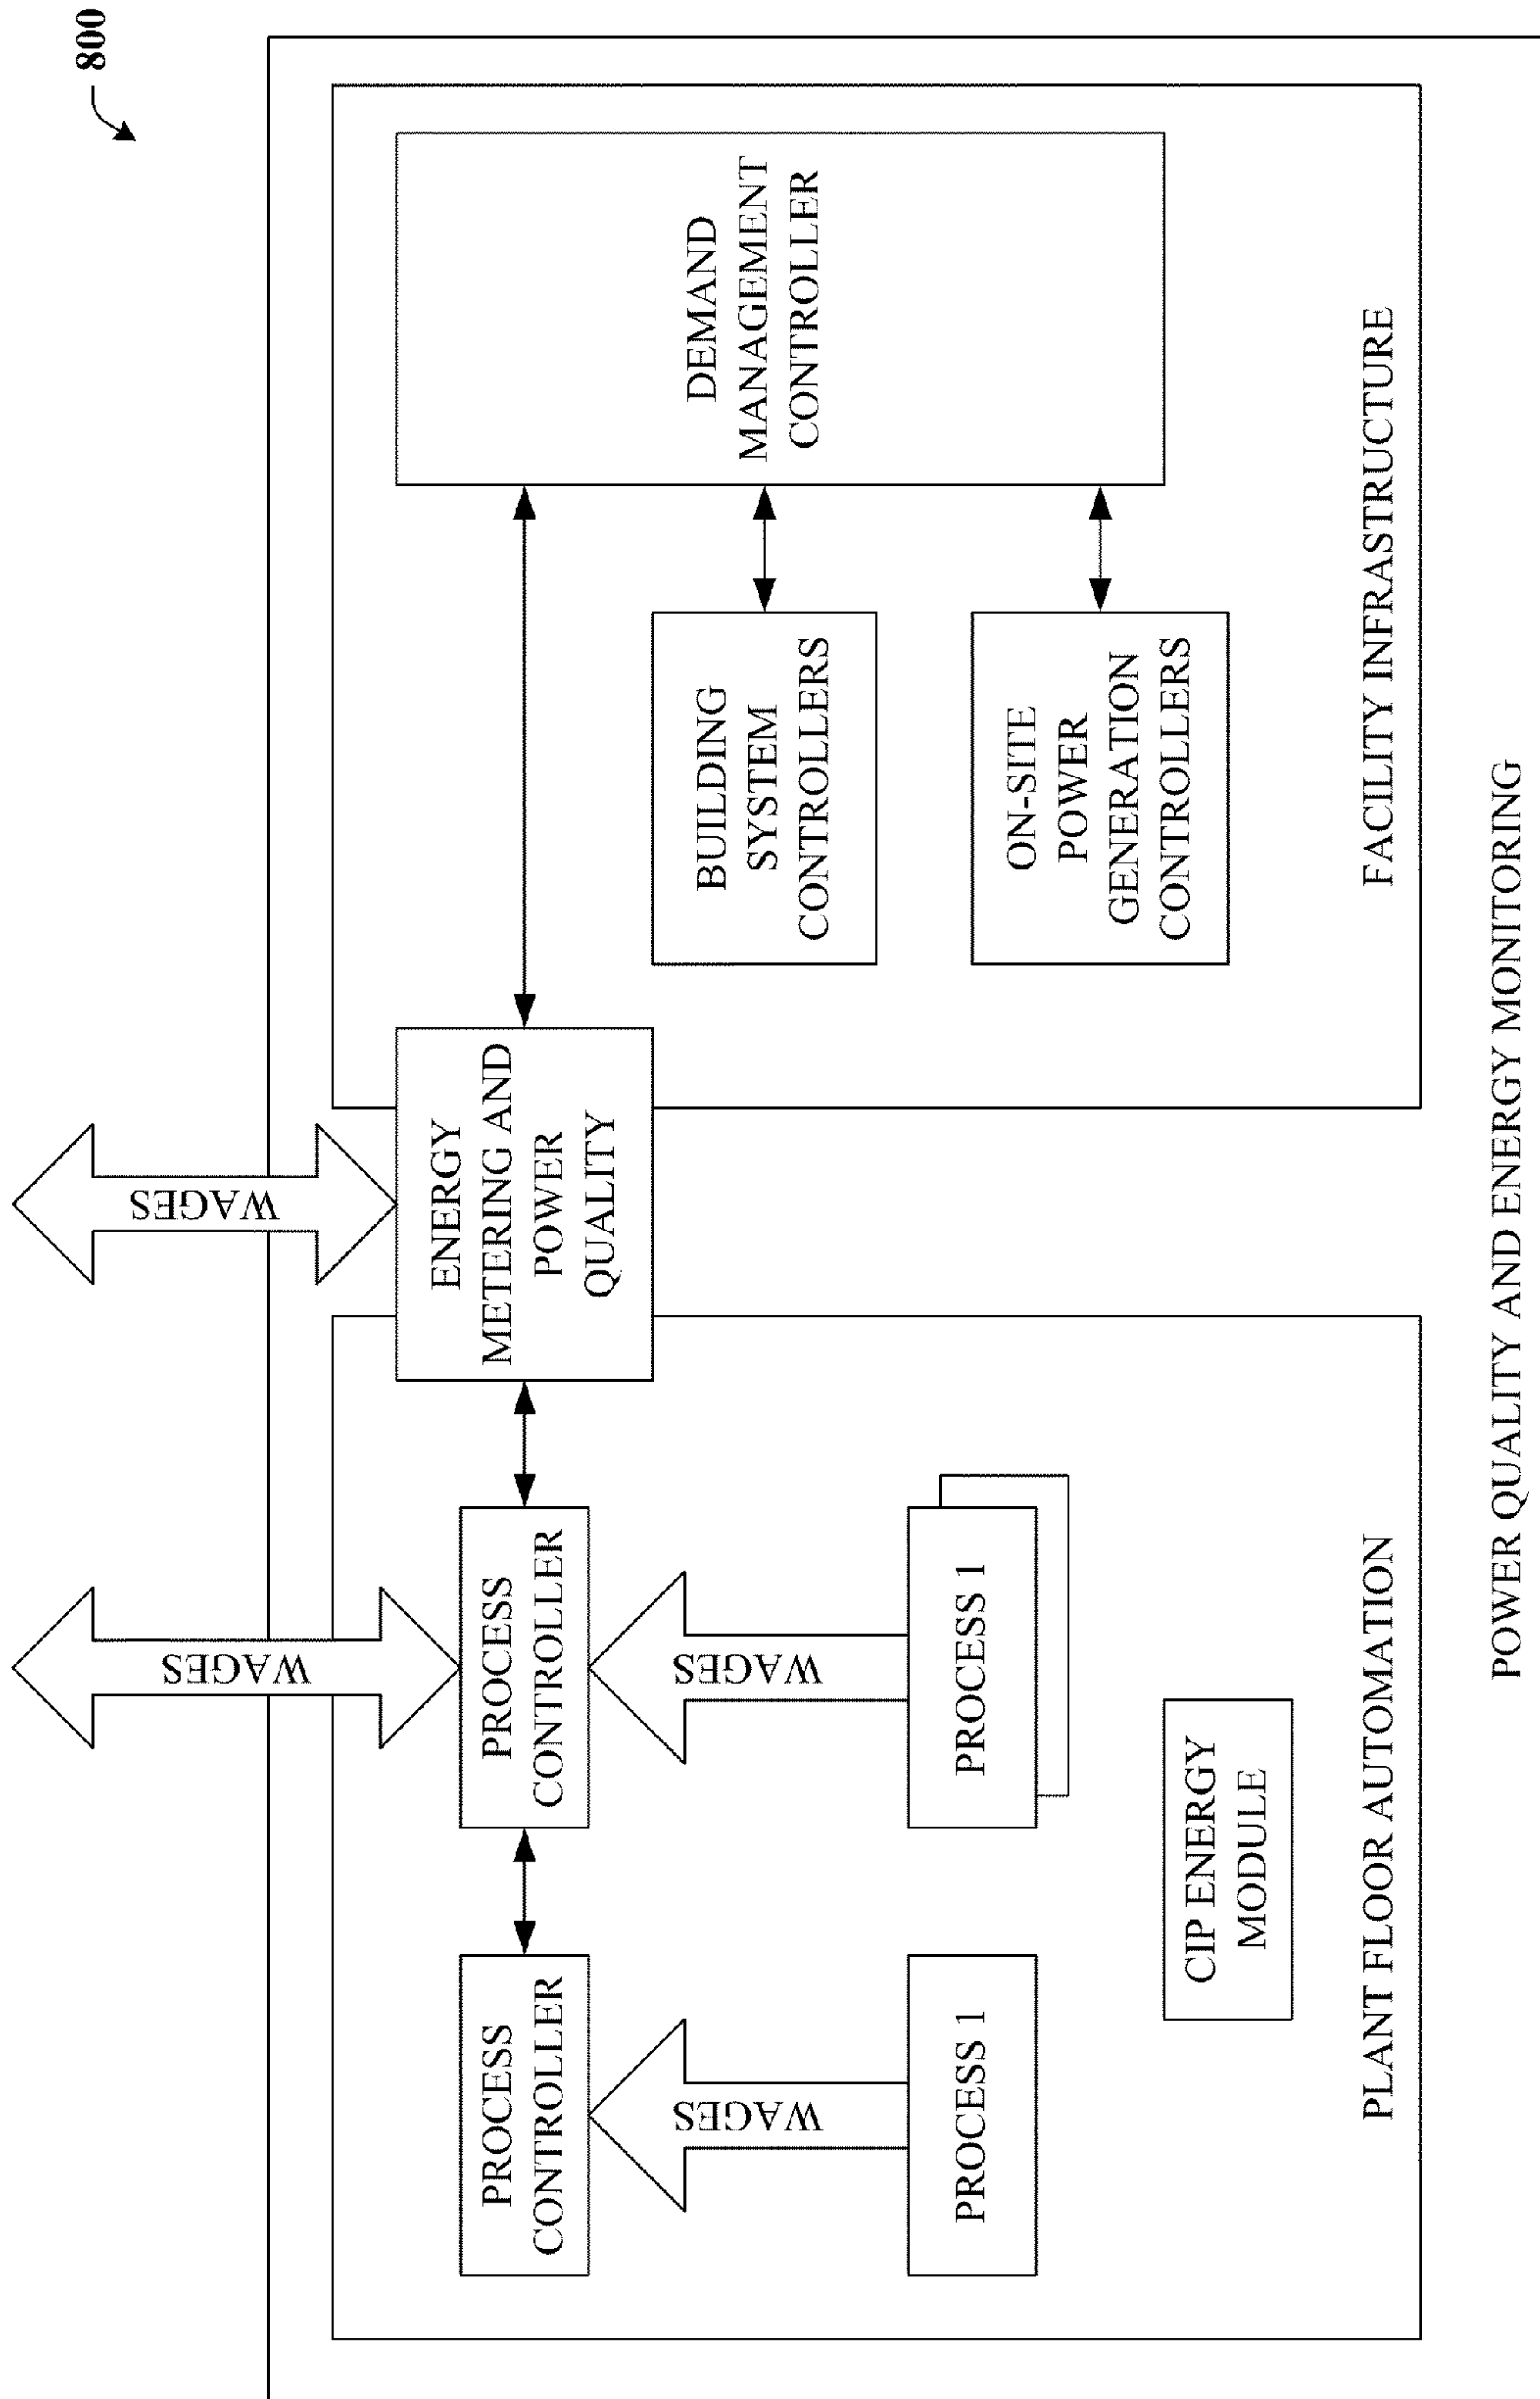 800
WAGES
WAGES
PROCESS
CONTROLLER
PROCESS
CONTROLLER
ENERGY
METERING AND
POWER
QUALITY
DEMAND
MANAGEMENT
CONTROLLER
WAGES
WAGES
BUILDING
SYSTEM
CONTROLLERS
PROCESS 1
PROCESS 1
ON-SITE
POWER
GENERATION
CONTROLLERS
CIP ENERGY
MODULE
PLANT FLOOR AUTOMATION
FACILITY INFRASTRUCTURE
POWER QUALITY AND ENERGY MONITORING